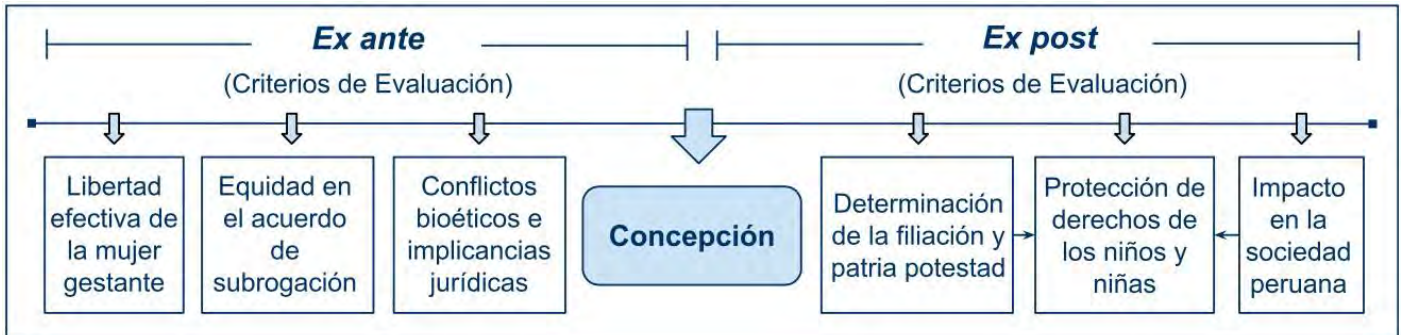 Ex ante
(Criterios de Evaluación)
Ex post
(Criterios de Evaluación)
Libertad
efectiva de
la mujer
gestante
Equidad en
el acuerdo
de
subrogación
Conflictos
bioéticos e
implicancias
jurídicas
Concepción
Determinación
de la filiación y
patria potestad
Protección de
derechos de
los niños y
niñas
Impacto
en la
sociedad
peruana